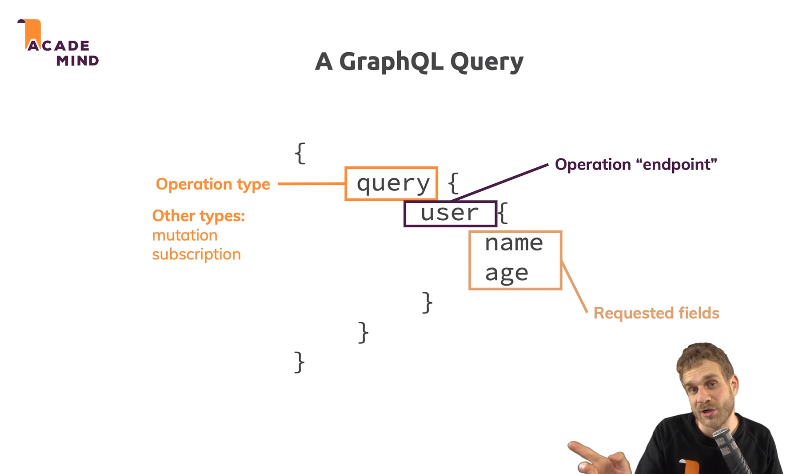 ACADE
MIND
A GraphQL Query
{
query {
user {
name
age
}
}
}
Operation type
Other types:
mutation
subscription
Operation “endpoint”
Requested fields